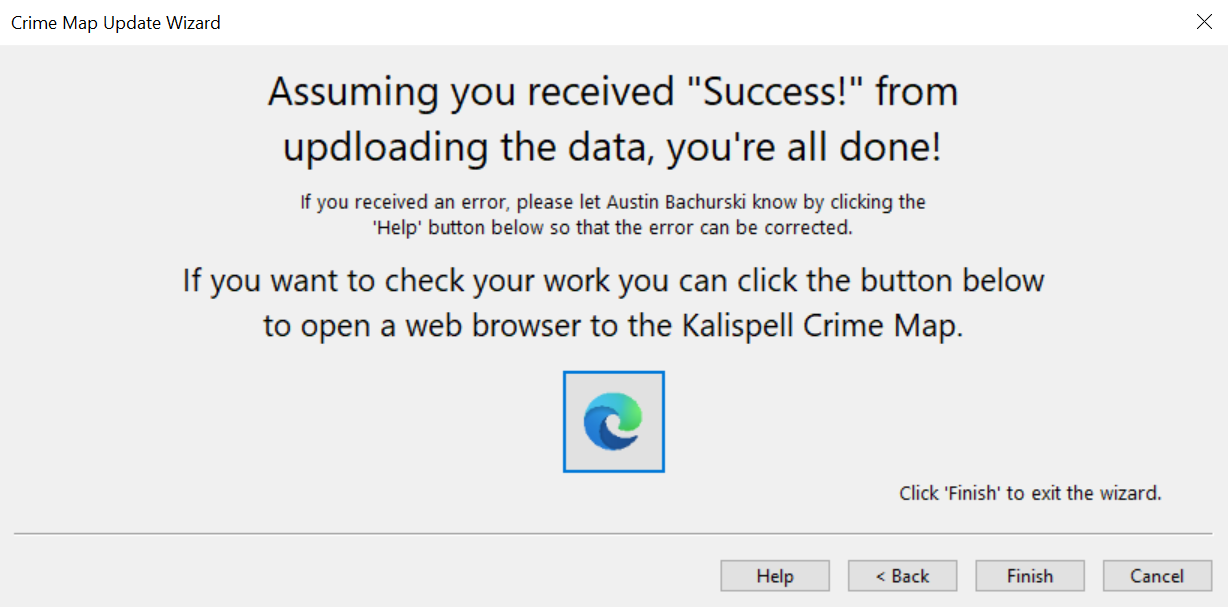 Crime Map Update Wizard
Assuming you received "Success!" from
updloading the data, you're all done!
If you received an error, please let Austin Bachurski know by clicking the
'Help' button below so that the error can be corrected.
If you want to check your work you can click the button below
to open a web browser to the Kalispell Crime Map.
Click 'Finish' to exit the wizard.
Help
< Back
Finish
Cancel